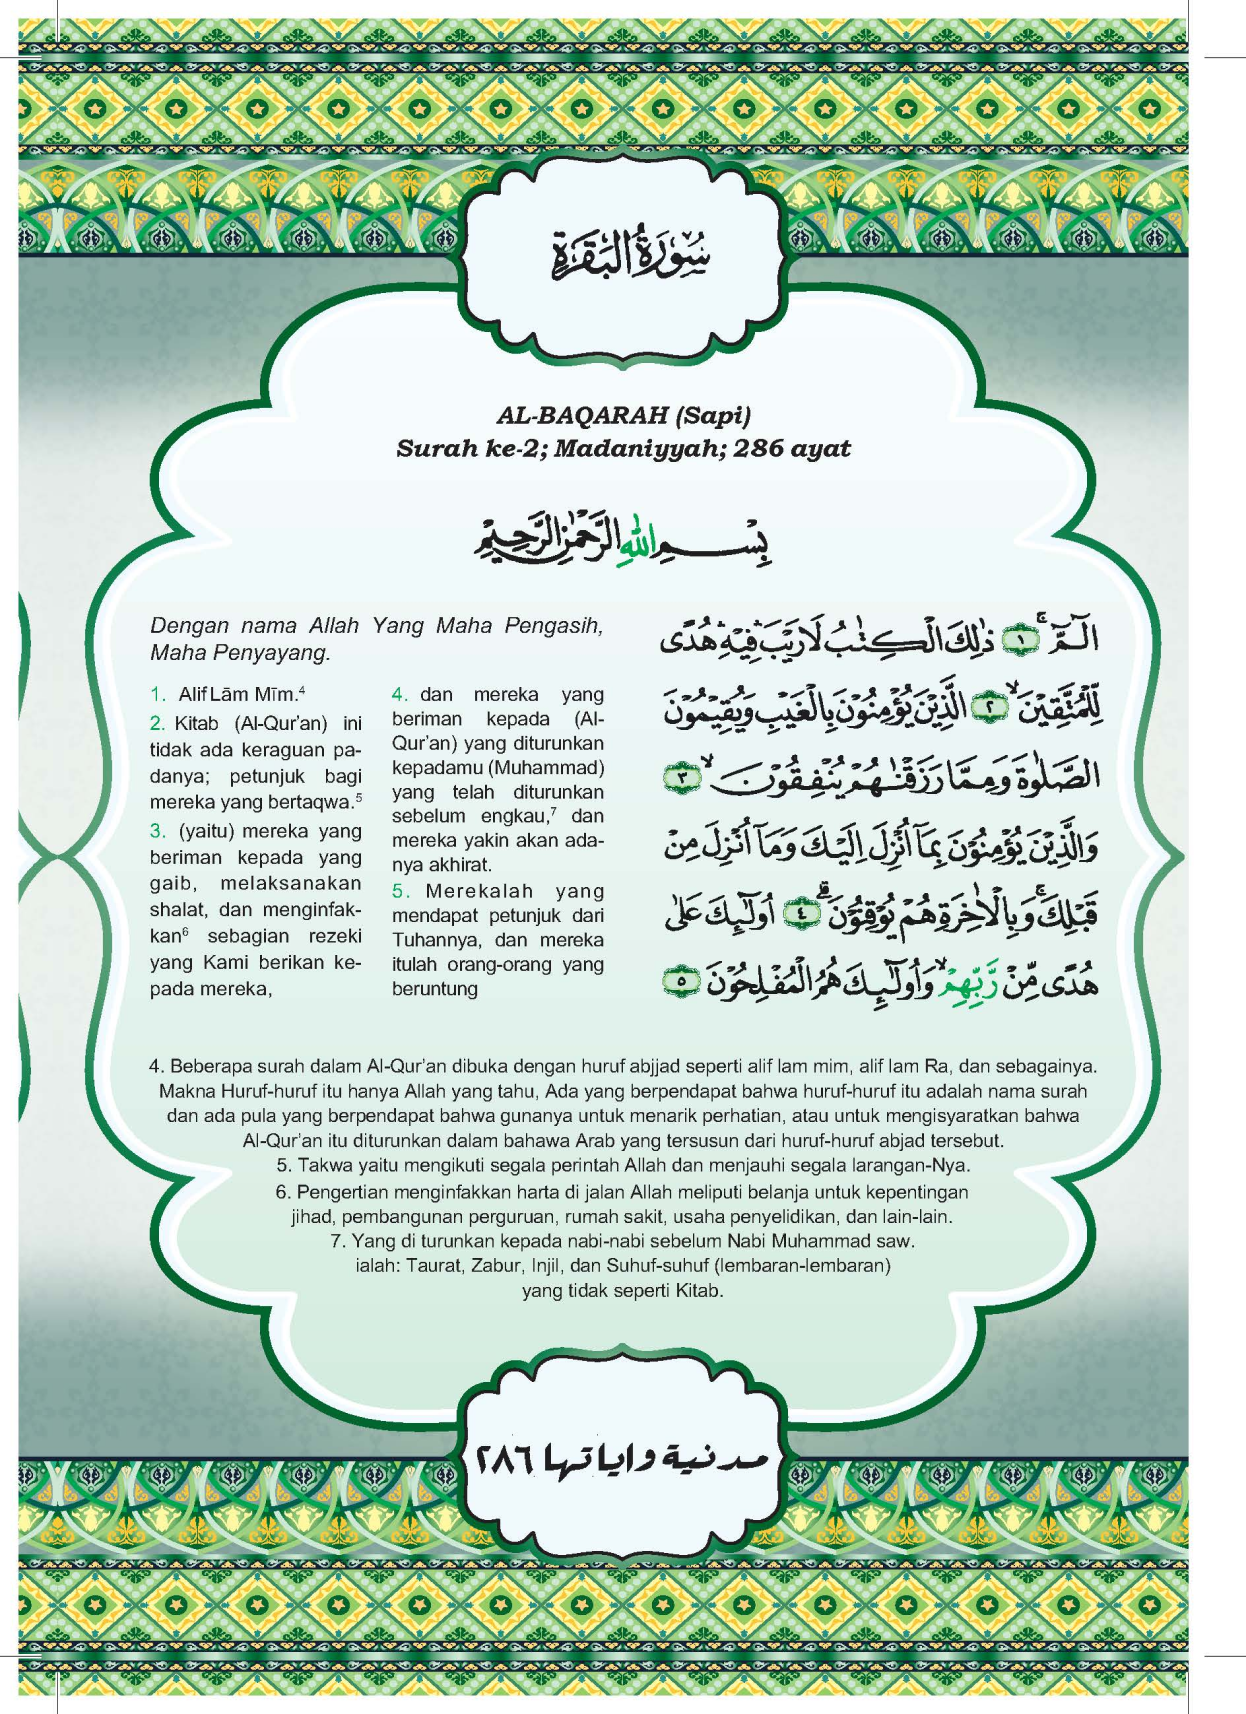 سُوْرَةُ الْبَقَرَةِ
AL-BAQARAH (Sapi)
Surah ke-2; Madaniyyah; 286 ayat
بِسْمِ اللّٰهِ الرَّحْمٰنِ الرَّحِيْمِ
Dengan nama Allah Yang Maha Pengasih,
Maha Penyayang.
1. Alif Lām Mīm.⁴
2. Kitab (Al-Qur’an) ini
tidak ada keraguan pa-
danya; petunjuk bagi
mereka yang bertaqwa.⁵
3. (yaitu) mereka yang
beriman kepada yang
gaib, melaksanakan
shalat, dan menginfak-
kan⁶ sebagian rezeki
yang Kami berikan ke-
pada mereka,
4. dan mereka yang
beriman kepada (Al-
Qur’an) yang diturunkan
kepadamu (Muhammad)
yang telah diturunkan
sebelum engkau,⁷ dan
mereka yakin akan ada-
nya akhirat.
5. Merekalah yang
mendapat petunjuk dari
Tuhannya, dan mereka
itulah orang-orang yang
beruntung
الۤمّۤ ۚ ١ ذٰلِكَ الْكِتٰبُ لَا رَيْبَ ۛ فِيْهِ ۛ هُدًى
لِّلْمُتَّقِيْنَ ۙ ٢ الَّذِيْنَ يُؤْمِنُوْنَ بِالْغَيْبِ وَيُقِيْمُوْنَ
الصَّلٰوةَ وَمِمَّا رَزَقْنٰهُمْ يُنْفِقُوْنَ ۙ ٣
وَالَّذِيْنَ يُؤْمِنُوْنَ بِمَآ اُنْزِلَ اِلَيْكَ وَمَآ اُنْزِلَ مِنْ
قَبْلِكَ ۚ وَبِالْاٰخِرَةِ هُمْ يُوْقِنُوْنَ ۗ ٤ اُولٰۤىِٕكَ عَلٰى
هُدًى مِّنْ رَّبِّهِمْ ۙ وَاُولٰۤىِٕكَ هُمُ الْمُفْلِحُوْنَ ٥
4. Beberapa surah dalam Al-Qur’an dibuka dengan huruf abjjad seperti alif lam mim, alif lam Ra, dan sebagainya.
Makna Huruf-huruf itu hanya Allah yang tahu, Ada yang berpendapat bahwa huruf-huruf itu adalah nama surah
dan ada pula yang berpendapat bahwa gunanya untuk menarik perhatian, atau untuk mengisyaratkan bahwa
Al-Qur’an itu diturunkan dalam bahawa Arab yang tersusun dari huruf-huruf abjad tersebut.
5. Takwa yaitu mengikuti segala perintah Allah dan menjauhi segala larangan-Nya.
6. Pengertian menginfakkan harta di jalan Allah meliputi belanja untuk kepentingan
jihad, pembangunan perguruan, rumah sakit, usaha penyelidikan, dan lain-lain.
7. Yang di turunkan kepada nabi-nabi sebelum Nabi Muhammad saw.
ialah: Taurat, Zabur, Injil, dan Suhuf-suhuf (lembaran-lembaran)
yang tidak seperti Kitab.
مدنية واياتها ٢٨٦